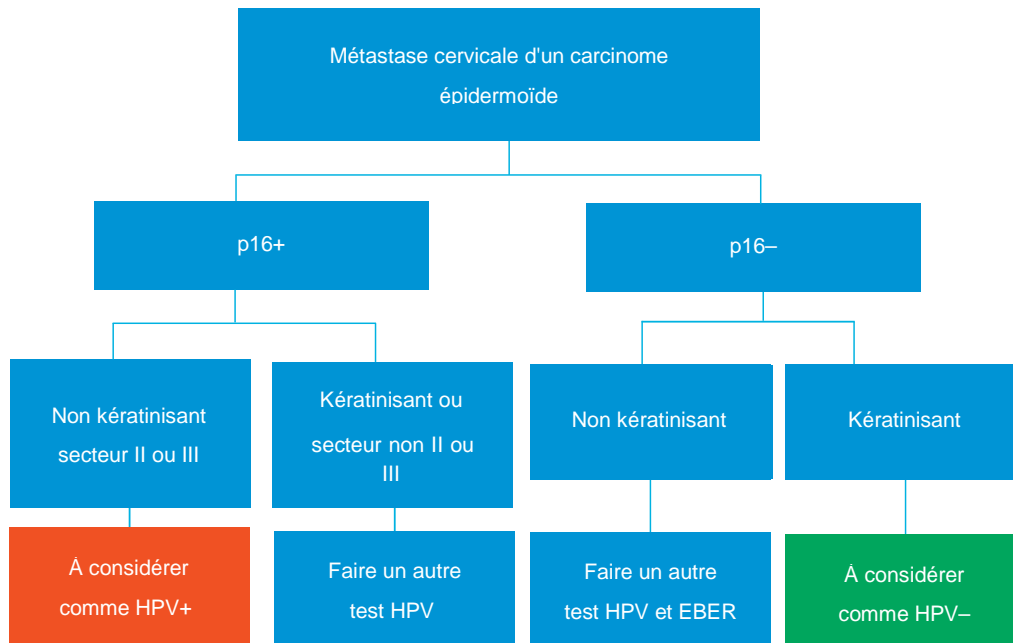 Métastase cervicale d'un carcinome
épidermoïde
p16+
p16–
Non kératinisant
secteur II ou III
Kératinisant ou
secteur non II ou
III
Non kératinisant
Kératinisant
À considérer
comme HPV+
Faire un autre
test HPV
Faire un autre
test HPV et EBER
À considérer
comme HPV–